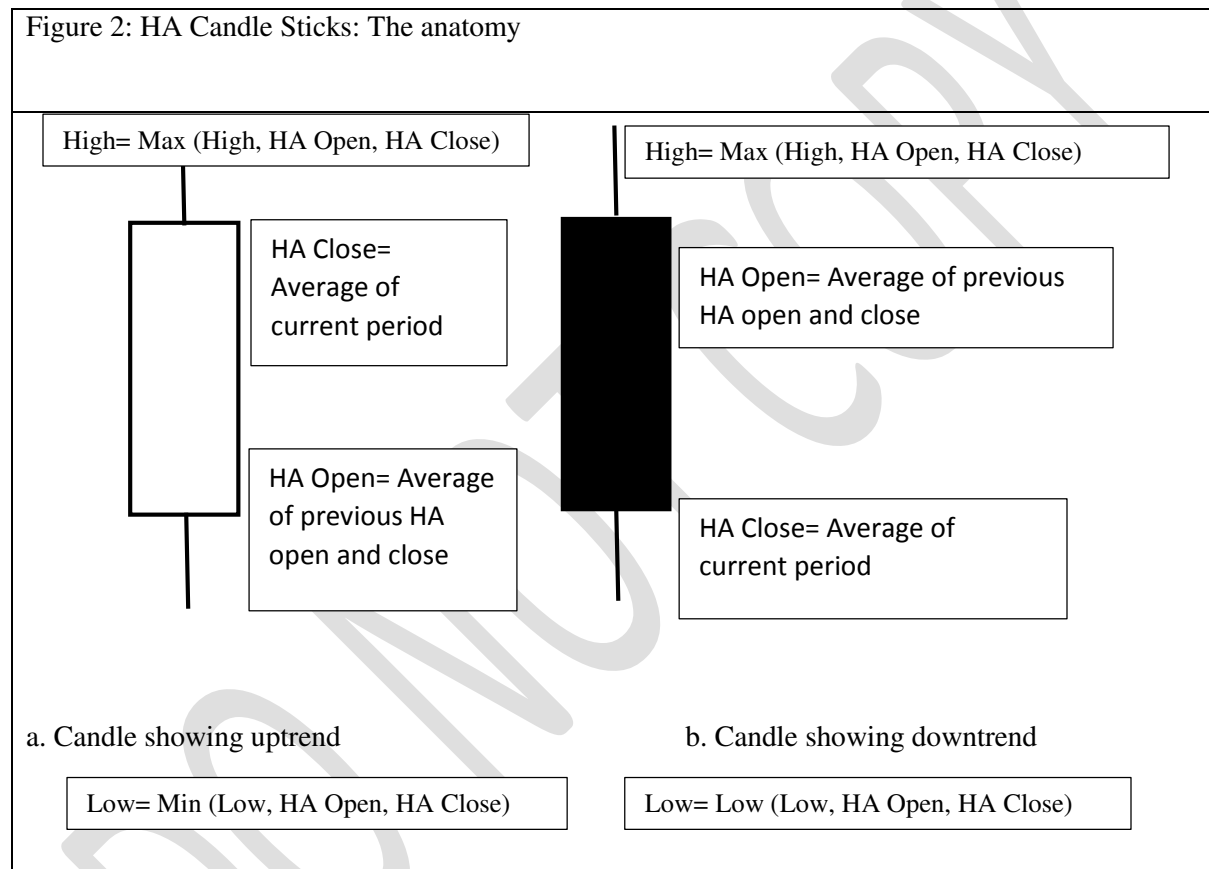 Figure 2: HA Candle Sticks: The anatomy
High= Max (High, HA Open, HA Close)
High= Max (High, HA Open, HA Close)
HA Close=
Average of
current period
HA Open= Average of previous
HA open and close
HA Open= Average
of previous HA
open and close
HA Close= Average of
current period
a. Candle showing uptrend
b. Candle showing downtrend
Low= Min (Low, HA Open, HA Close)
Low= Low (Low, HA Open, HA Close)
DO NOT COPY